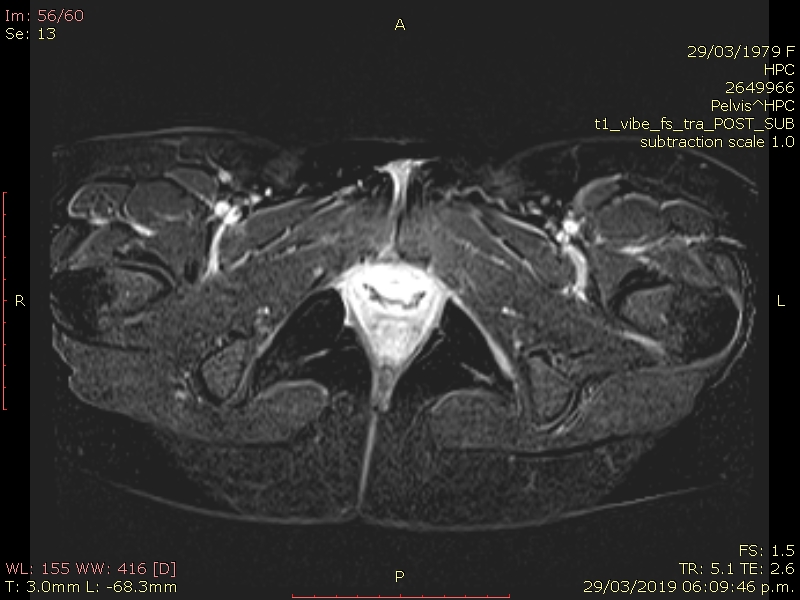 Im: 56/60
Se: 13
A
29/03/1979 F
HPC
2649966
Pelvis^HPC
t1_vibe_fs_tra_POST_SUB
subtraction scale 1.0
R
L
WL: 155 WW: 416 [D]
T: 3.0mm L: -68.3mm
P
FS: 1.5
TR: 5.1 TE: 2.6
29/03/2019 06:09:46 p.m.